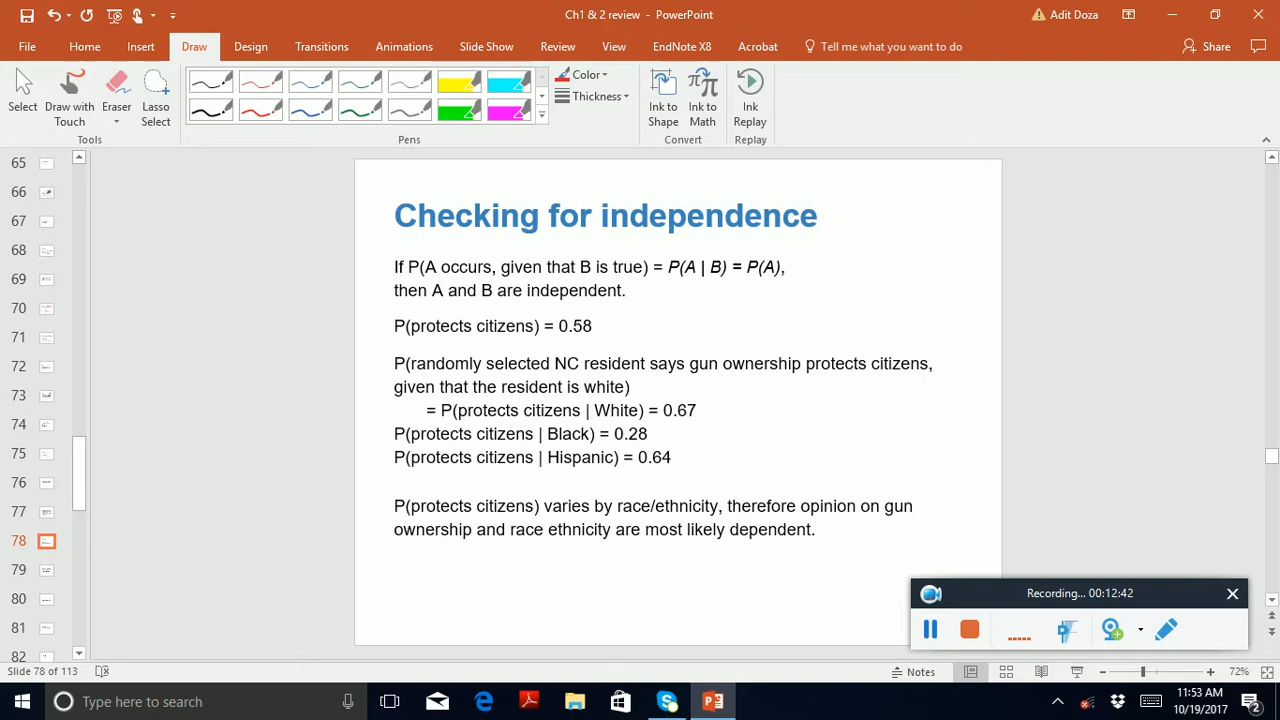 Ch1 & 2 review - PowerPoint
Adit Doza
File Home Insert Draw Design Transitions Animations Slide Show Review View EndNote X8 Acrobat Tell me what you want to do Share
Select
Draw with Touch
Eraser
Lasso Select
Color
Thickness
Ink to Shape
Ink to Math
Ink Replay
Tools Pens Convert Replay
65
66
67
68
69
70
71
72
73
74
75
76
77
78
79
80
81
82
Checking for independence
If P(A occurs, given that B is true) = P(A | B) = P(A),
then A and B are independent.
P(protects citizens) = 0.58
P(randomly selected NC resident says gun ownership protects citizens,
given that the resident is white)
= P(protects citizens | White) = 0.67
P(protects citizens | Black) = 0.28
P(protects citizens | Hispanic) = 0.64
P(protects citizens) varies by race/ethnicity, therefore opinion on gun
ownership and race ethnicity are most likely dependent.
Recording... 00:12:42
Slide 78 of 113
Notes
72%
Type here to search
11:53 AM
10/19/2017
2